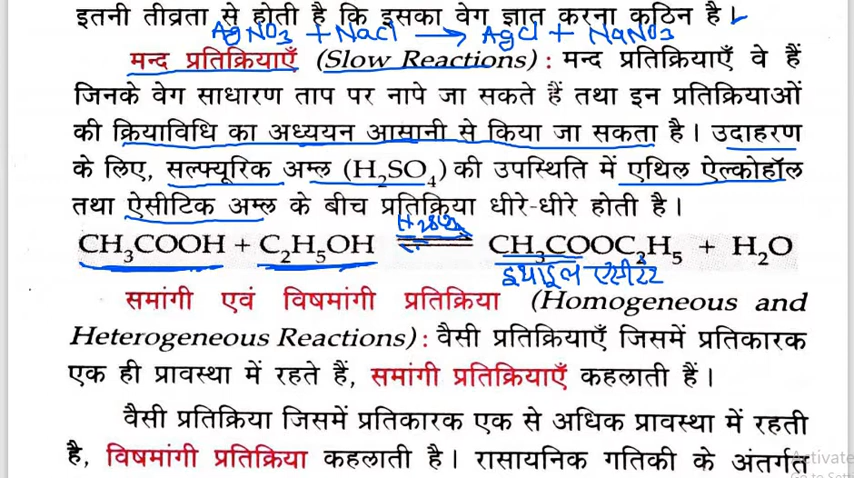 इतनी तीव्रता से होती है कि इसका वेग ज्ञात करना कठिन है।
AgNO3 + NaCl → AgCl + NaNO3
मन्द प्रतिक्रियाएँ (Slow Reactions) : मन्द प्रतिक्रियाएँ वे हैं
जिनके वेग साधारण ताप पर नापे जा सकते हैं तथा इन प्रतिक्रियाओं
की क्रियाविधि का अध्ययन आसानी से किया जा सकता है। उदाहरण
के लिए, सल्फ्यूरिक अम्ल (H₂SO₄) की उपस्थिति में एथिल ऐल्कोहॉल
तथा ऐसीटिक अम्ल के बीच प्रतिक्रिया धीरे-धीरे होती है।
CH₃COOH + C₂H₅OH ⇌ CH₃COOC₂H₅ + H₂O
इथाइल एसीटेट
समांगी एवं विषमांगी प्रतिक्रिया (Homogeneous and
Heterogeneous Reactions) : वैसी प्रतिक्रियाएँ जिसमें प्रतिकारक
एक ही प्रावस्था में रहते हैं, समांगी प्रतिक्रियाएँ कहलाती हैं।
वैसी प्रतिक्रिया जिसमें प्रतिकारक एक से अधिक प्रावस्था में रहती
है, विषमांगी प्रतिक्रिया कहलाती है। रासायनिक गतिकी के अंतर्गत
Activate